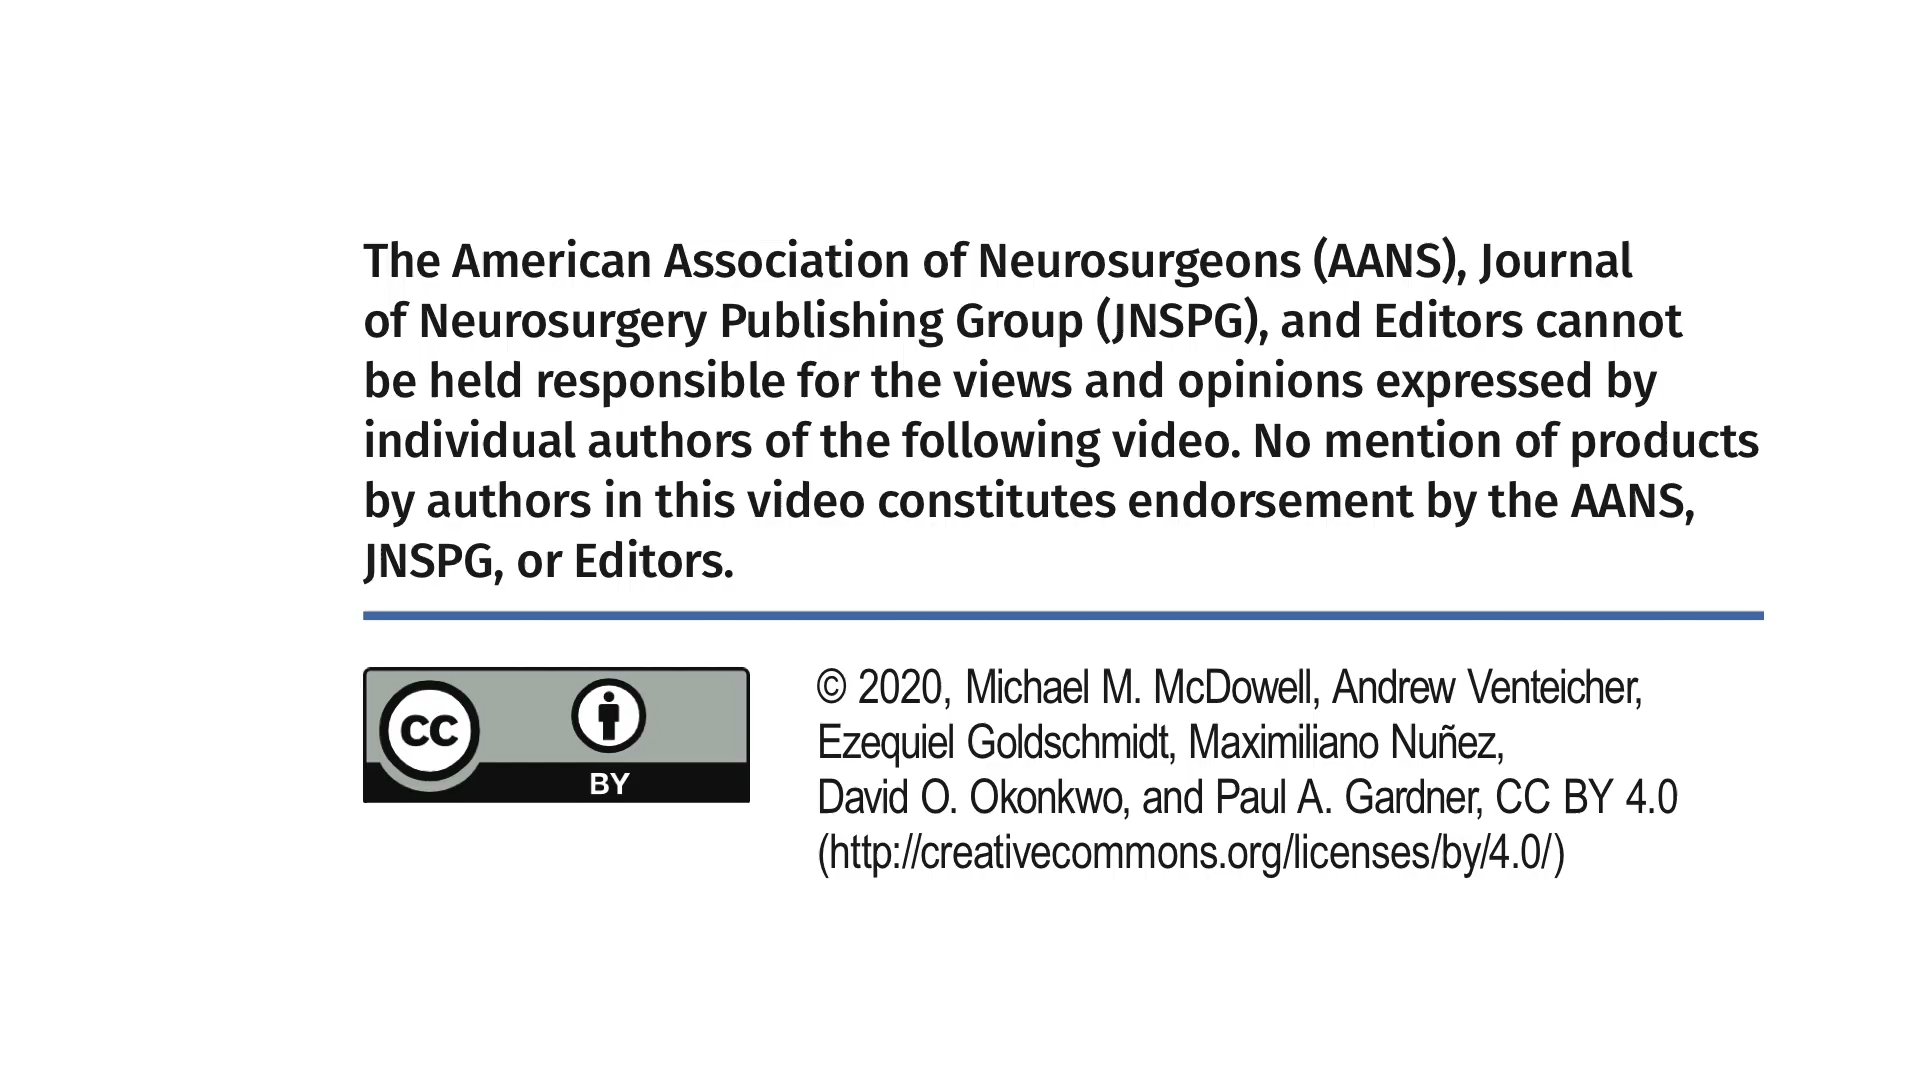 The American Association of Neurosurgeons (AANS), Journal
of Neurosurgery Publishing Group (JNSPG), and Editors cannot
be held responsible for the views and opinions expressed by
individual authors of the following video. No mention of products
by authors in this video constitutes endorsement by the AANS,
JNSPG, or Editors.
cc
BY
© 2020, Michael M. McDowell, Andrew Venteicher,
Ezequiel Goldschmidt, Maximiliano Nuñez,
David O. Okonkwo, and Paul A. Gardner, CC BY 4.0
(http://creativecommons.org/licenses/by/4.0/)